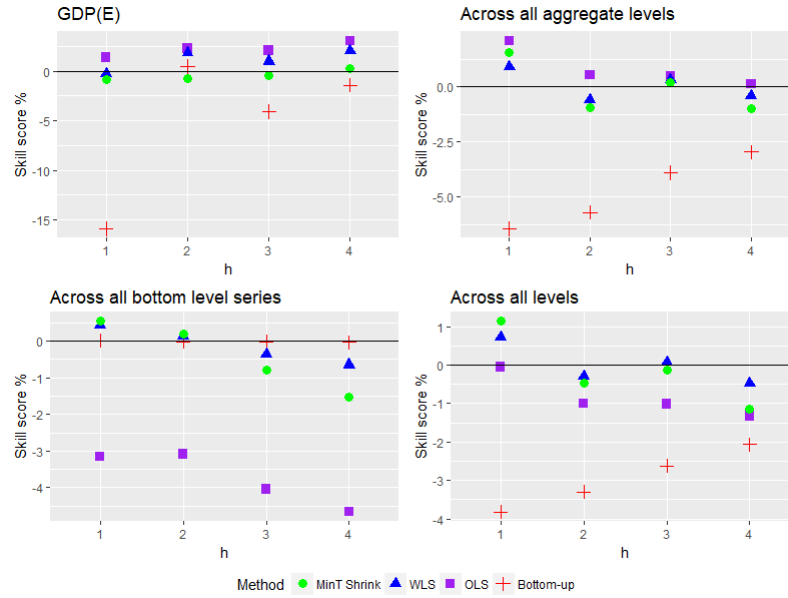 GDP(E)
Skill score %
0
-5
-10
-15
1 2 3 4
h
Across all aggregate levels
Skill score %
0.0
-2.5
-5.0
1 2 3 4
h
Across all bottom level series
Skill score %
0
-1
-2
-3
-4
1 2 3 4
h
Across all levels
Skill score %
1
0
-1
-2
-3
-4
1 2 3 4
h
Method MinT Shrink WLS OLS Bottom-up